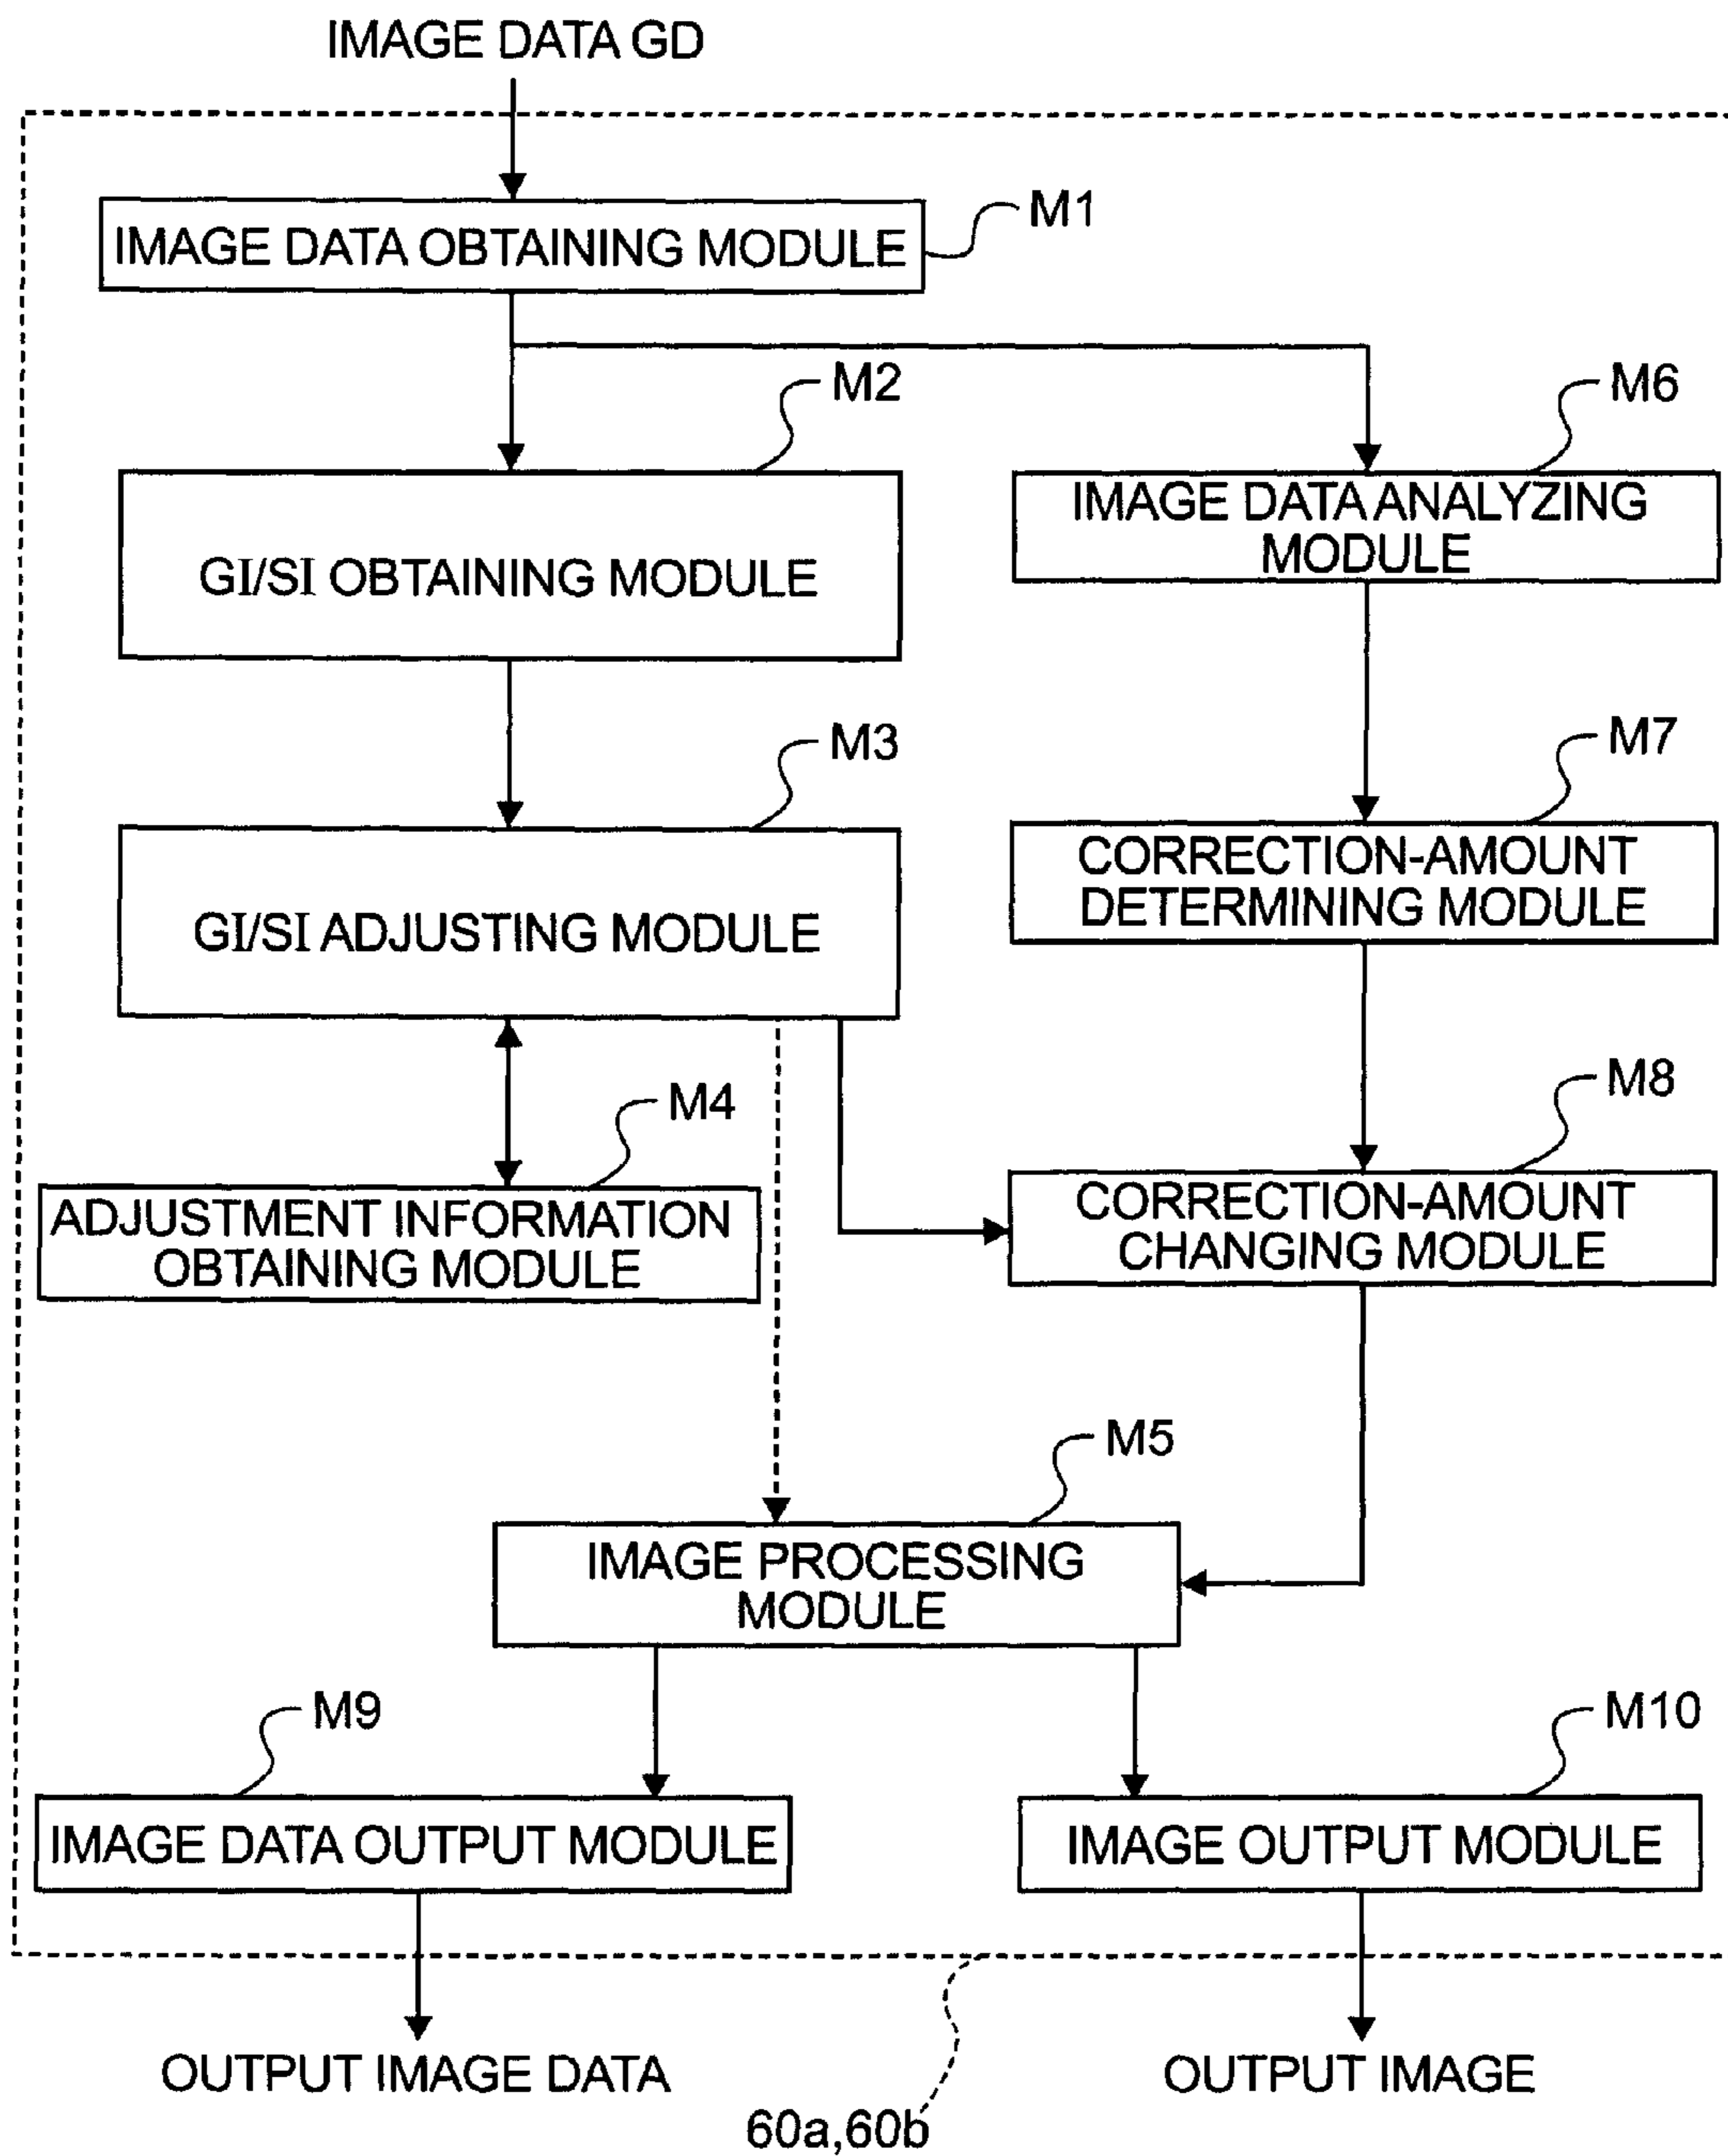 IMAGE DATA GD
M1
IMAGE DATA OBTAINING MODULE
M2
M6
GI/SI OBTAINING MODULE
IMAGE DATA ANALYZING
MODULE
M3
M7
GI/SI ADJUSTING MODULE
CORRECTION-AMOUNT
DETERMINING MODULE
M4
M8
ADJUSTMENT INFORMATION
OBTAINING MODULE
CORRECTION-AMOUNT
CHANGING MODULE
M5
IMAGE PROCESSING
MODULE
M9
M10
IMAGE DATA OUTPUT MODULE
IMAGE OUTPUT MODULE
OUTPUT IMAGE DATA
OUTPUT IMAGE
60a,60b